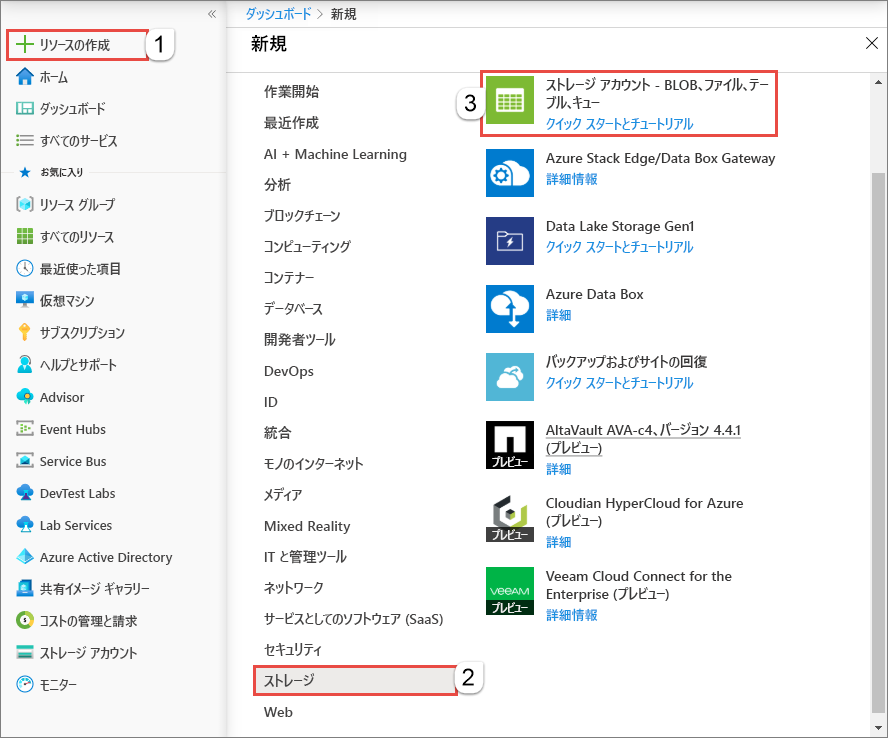 «
リソースの作成
1
ホーム
ダッシュボード
すべてのサービス
お気に入り
リソース グループ
すべてのリソース
最近使った項目
仮想マシン
サブスクリプション
ヘルプとサポート
Advisor
Event Hubs
Service Bus
DevTest Labs
Lab Services
Azure Active Directory
共有イメージ ギャラリー
コストの管理と請求
ストレージ アカウント
モニター
ダッシュボード > 新規
新規
作業開始
最近作成
AI + Machine Learning
分析
ブロックチェーン
コンピューティング
コンテナー
データベース
開発者ツール
DevOps
ID
統合
モノのインターネット
メディア
Mixed Reality
IT と管理ツール
ネットワーク
サービスとしてのソフトウェア (SaaS)
セキュリティ
ストレージ
2
Web
3
ストレージ アカウント - BLOB、ファイル、テー
ブル、キュー
クイック スタートとチュートリアル
Azure Stack Edge/Data Box Gateway
詳細情報
Data Lake Storage Gen1
クイック スタートとチュートリアル
Azure Data Box
詳細
バックアップおよびサイトの回復
クイック スタートとチュートリアル
プレビュー
AltaVault AVA-c4、バージョン 4.4.1
(プレビュー)
詳細
プレビュー
Cloudian HyperCloud for Azure
(プレビュー)
詳細
veeAM
プレビュー
Veeam Cloud Connect for the
Enterprise (プレビュー)
詳細情報